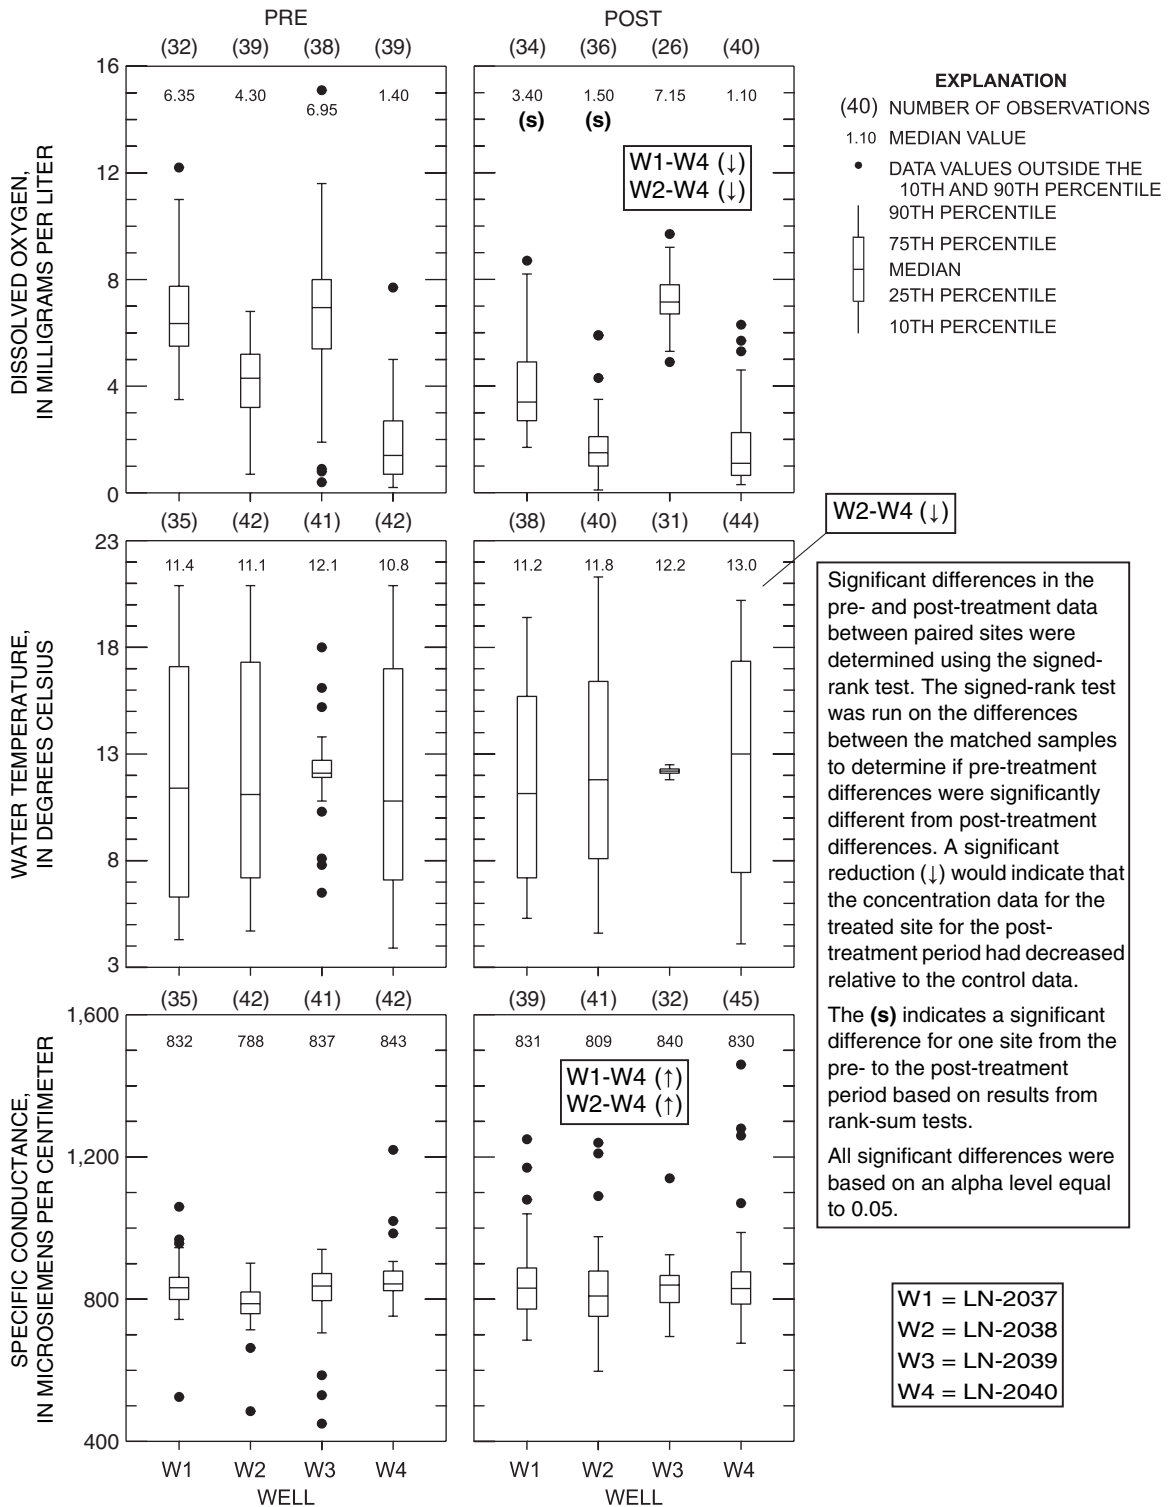 PRE
POST
(32) (39) (38) (39)
(34) (36) (26) (40)
DISSOLVED OXYGEN,
IN MILLIGRAMS PER LITER
16
12
8
4
0
6.35 4.30 6.95 1.40
3.40 1.50 7.15 1.10
(s) (s)
W1-W4 (↓)
W2-W4 (↓)
EXPLANATION
(40) NUMBER OF OBSERVATIONS
1.10 MEDIAN VALUE
DATA VALUES OUTSIDE THE
10TH AND 90TH PERCENTILE
90TH PERCENTILE
75TH PERCENTILE
MEDIAN
25TH PERCENTILE
10TH PERCENTILE
(35) (42) (41) (42)
(38) (40) (31) (44)
WATER TEMPERATURE,
IN DEGREES CELSIUS
23
18
13
8
3
11.4 11.1 12.1 10.8
11.2 11.8 12.2 13.0
W2-W4 (↓)
Significant differences in the
pre- and post-treatment data
between paired sites were
determined using the signed-
rank test. The signed-rank test
was run on the differences
between the matched samples
to determine if pre-treatment
differences were significantly
different from post-treatment
differences. A significant
reduction (↓) would indicate that
the concentration data for the
treated site for the post-
treatment period had decreased
relative to the control data.
The (s) indicates a significant
difference for one site from the
pre- to the post-treatment
period based on results from
rank-sum tests.
All significant differences were
based on an alpha level equal
to 0.05.
(35) (42) (41) (42)
(39) (41) (32) (45)
SPECIFIC CONDUCTANCE,
IN MICROSIEMENS PER CENTIMETER
1,600
1,200
800
400
832 788 837 843
831 809 840 830
W1-W4 (↑)
W2-W4 (↑)
W1 = LN-2037
W2 = LN-2038
W3 = LN-2039
W4 = LN-2040
W1 W2 W3 W4
W1 W2 W3 W4
WELL
WELL